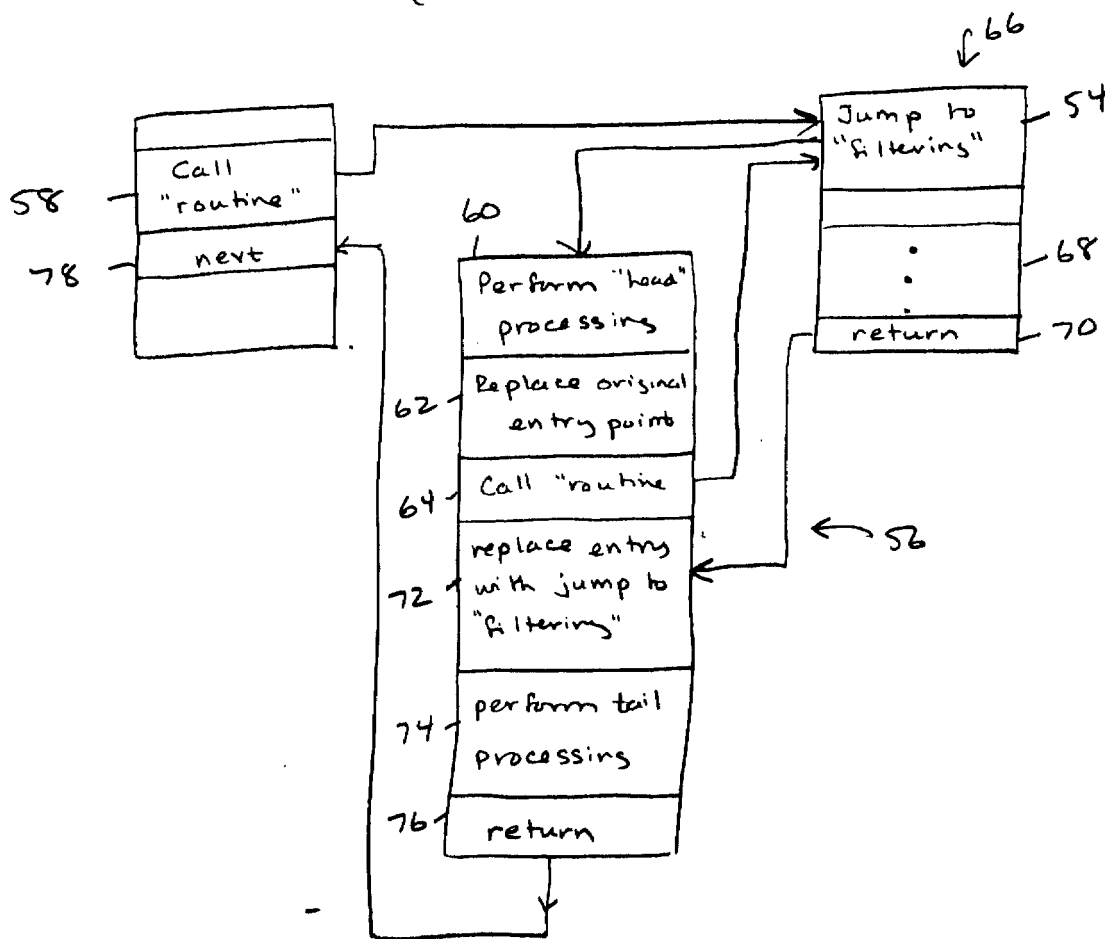 66
Jump to
"filtering"
54
Call
"routine"
58
60
next
78
68
Perform "head"
processing
return
70
Replace original
entry point
62
Call "routine
64
56
replace entry
with jump to
"filtering"
72
perform tail
processing
74
76
return